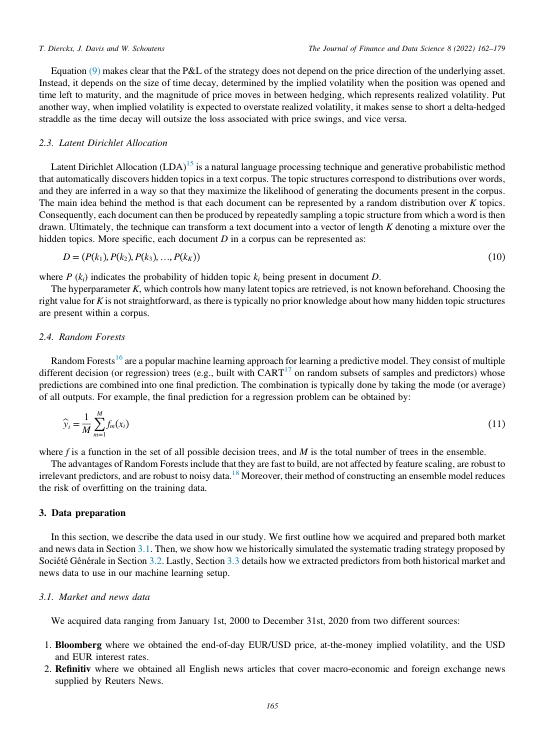 T. Diercks, J. Davis and W. Schoutens
The Journal of Finance and Data Science 8 (2022) 162–179
Equation (9) makes clear that the P&L of the strategy does not depend on the price direction of the underlying asset.
Instead, it depends on the size of time decay, determined by the implied volatility when the position was opened and
time left to maturity, and the magnitude of price moves in between hedging, which represents realized volatility. Put
another way, when implied volatility is expected to overstate realized volatility, it makes sense to short a delta-hedged
straddle as the time decay will outsize the loss associated with price swings, and vice versa.
2.3. Latent Dirichlet Allocation
Latent Dirichlet Allocation (LDA)¹⁵ is a natural language processing technique and generative probabilistic method
that automatically discovers hidden topics in a text corpus. The topic structures correspond to distributions over words,
and they are inferred in a way so that they maximize the likelihood of generating the documents present in the corpus.
The main idea behind the method is that each document can be represented by a random distribution over K topics.
Consequently, each document can then be produced by repeatedly sampling a topic structure from which a word is then
drawn. Ultimately, the technique can transform a text document into a vector of length K denoting a mixture over the
hidden topics. More specific, each document D in a corpus can be represented as:
D = (P(k₁), P(k₂), P(k₃), …, P(k_K)) (10)
where P (kᵢ) indicates the probability of hidden topic kᵢ being present in document D.
The hyperparameter K, which controls how many latent topics are retrieved, is not known beforehand. Choosing the
right value for K is not straightforward, as there is typically no prior knowledge about how many hidden topic structures
are present within a corpus.
2.4. Random Forests
Random Forests¹⁶ are a popular machine learning approach for learning a predictive model. They consist of multiple
different decision (or regression) trees (e.g., built with CART¹⁷ on random subsets of samples and predictors) whose
predictions are combined into one final prediction. The combination is typically done by taking the mode (or average)
of all outputs. For example, the final prediction for a regression problem can be obtained by:
ŷᵢ = 1/M ∑_{m=1}^{M} f_m(xᵢ) (11)
where f is a function in the set of all possible decision trees, and M is the total number of trees in the ensemble.
The advantages of Random Forests include that they are fast to build, are not affected by feature scaling, are robust to
irrelevant predictors, and are robust to noisy data.¹⁸ Moreover, their method of constructing an ensemble model reduces
the risk of overfitting on the training data.
3. Data preparation
In this section, we describe the data used in our study. We first outline how we acquired and prepared both market
and news data in Section 3.1. Then, we show how we historically simulated the systematic trading strategy proposed by
Société Générale in Section 3.2. Lastly, Section 3.3 details how we extracted predictors from both historical market and
news data to use in our machine learning setup.
3.1. Market and news data
We acquired data ranging from January 1st, 2000 to December 31st, 2020 from two different sources:
1. Bloomberg where we obtained the end-of-day EUR/USD price, at-the-money implied volatility, and the USD
and EUR interest rates.
2. Refinitiv where we obtained all English news articles that cover macro-economic and foreign exchange news
supplied by Reuters News.
165